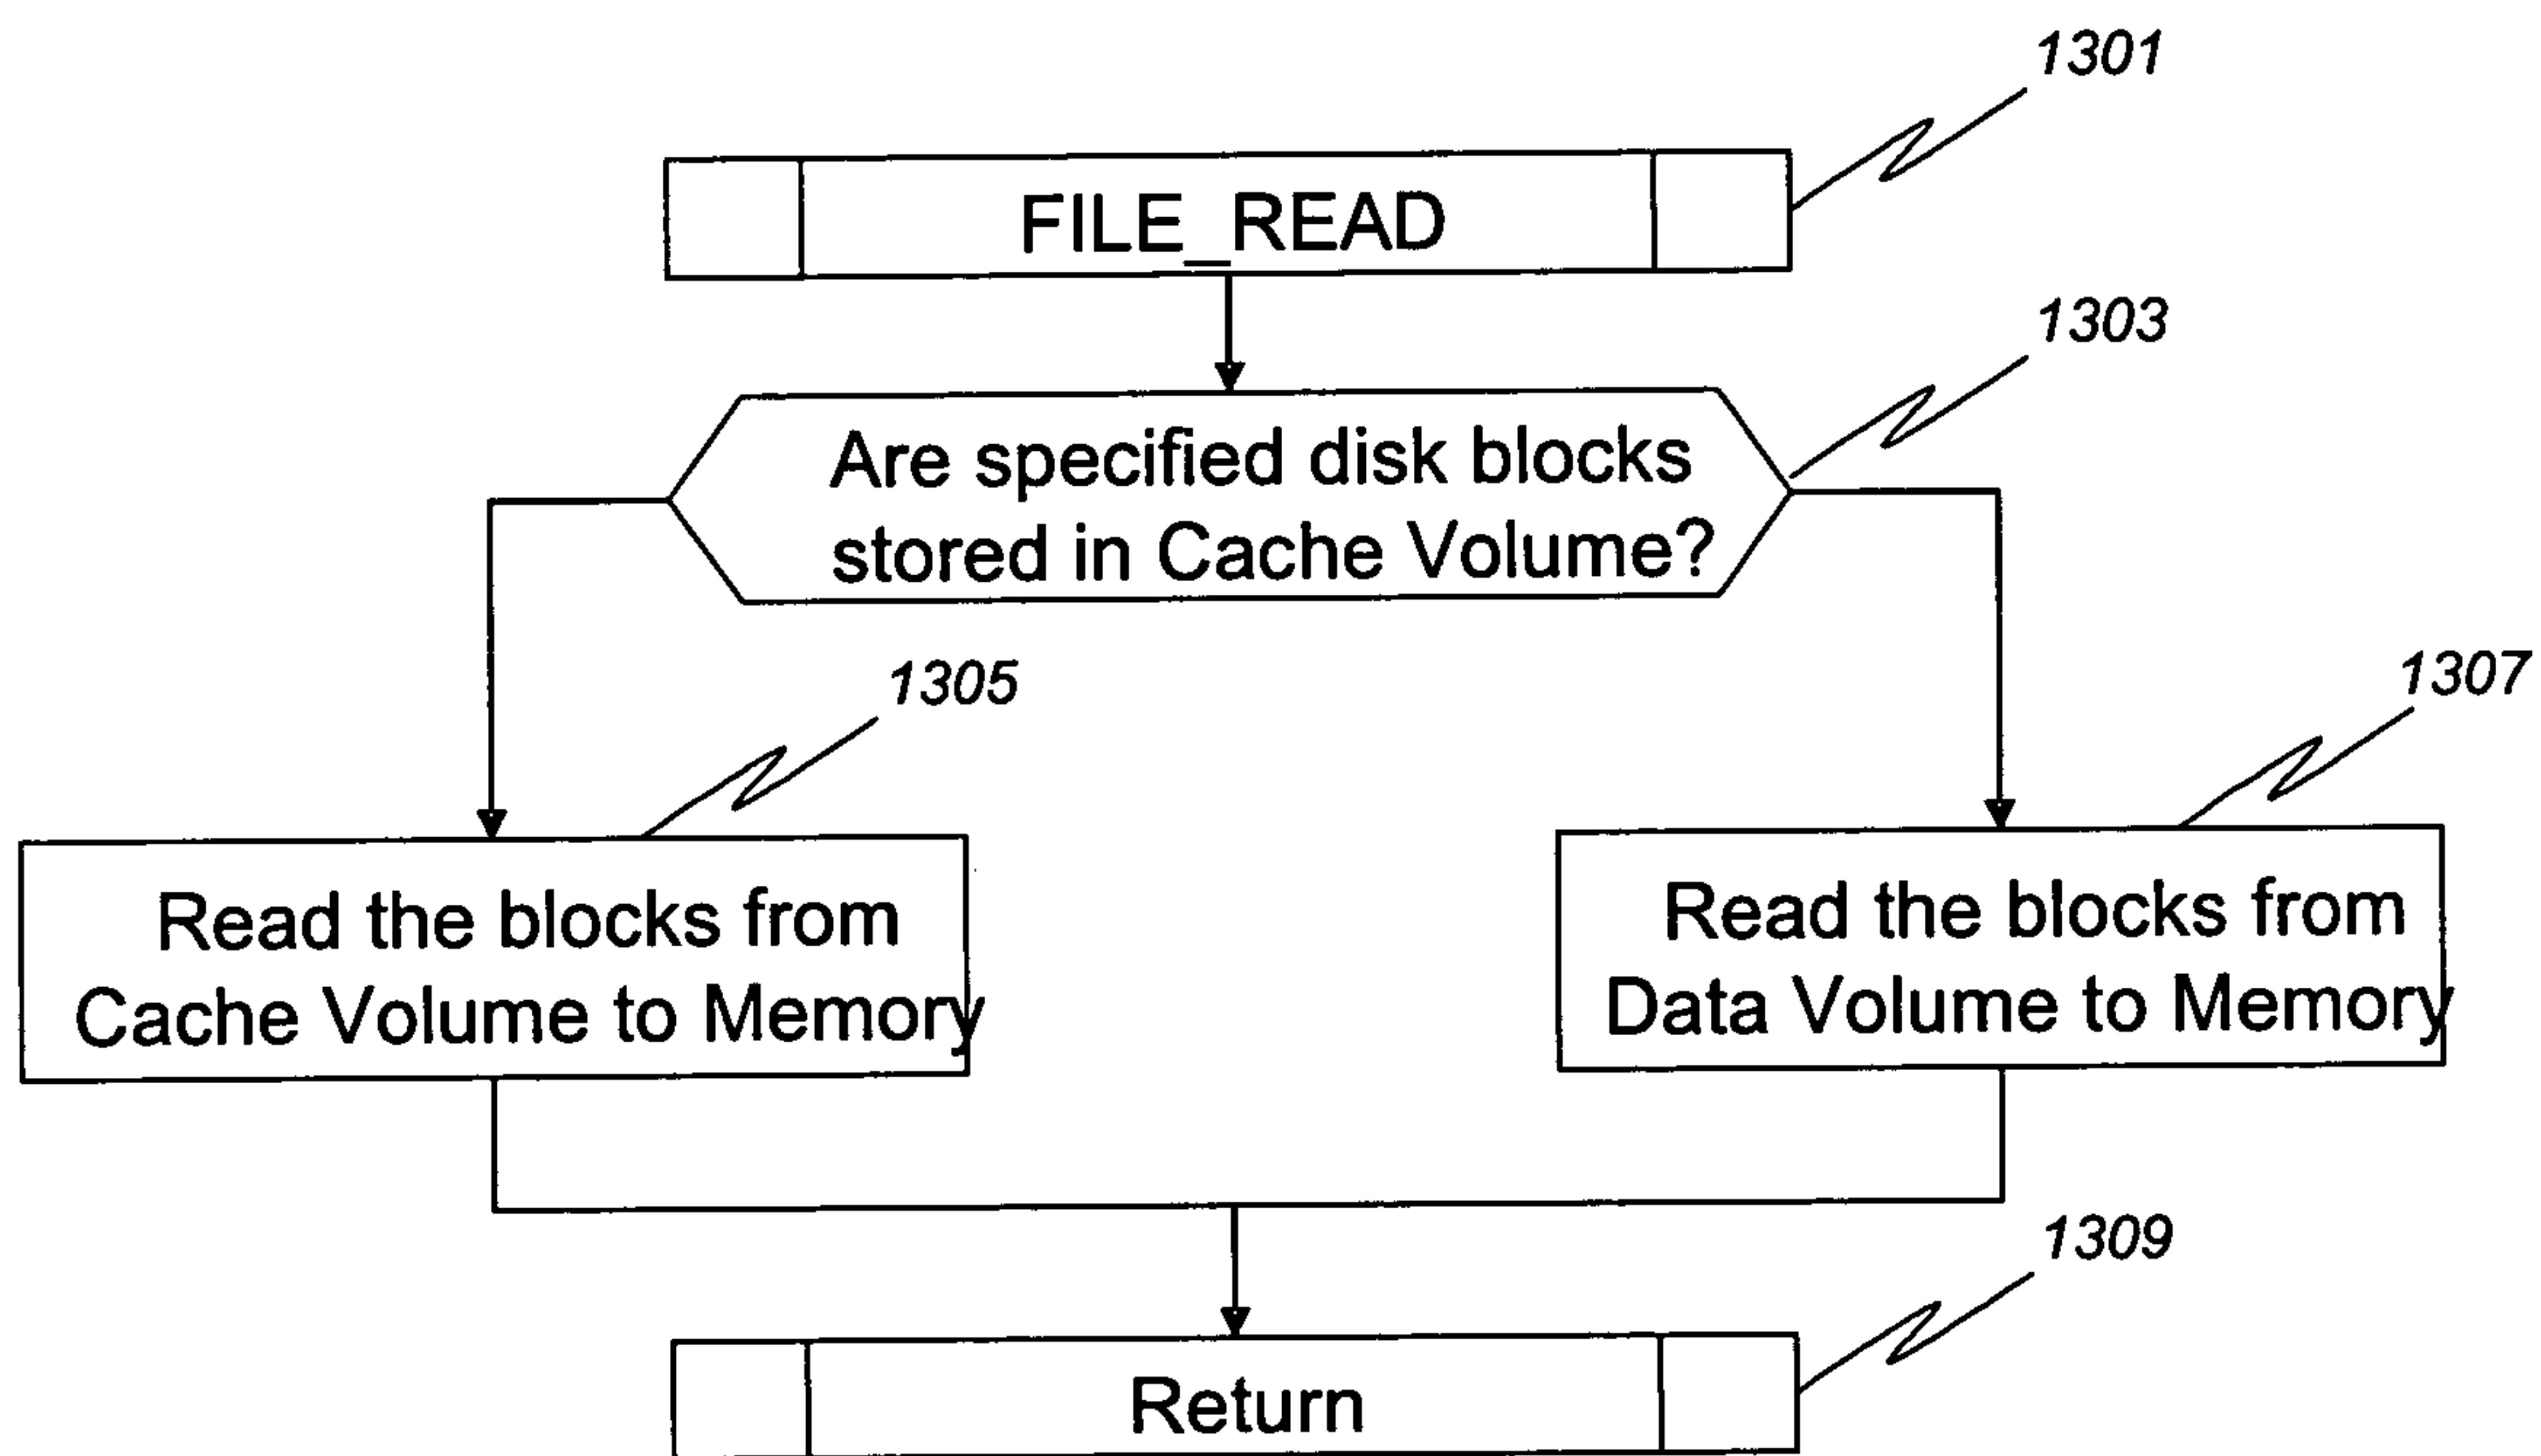 1301
FILE_READ
1303
Are specified disk blocks
stored in Cache Volume?
1305
1307
Read the blocks from
Cache Volume to Memory
Read the blocks from
Data Volume to Memory
1309
Return